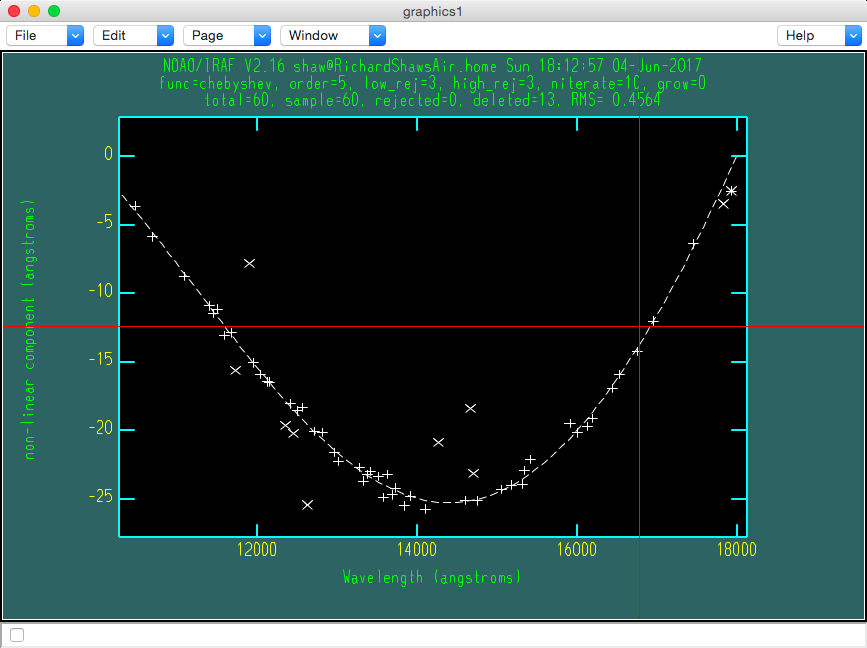 graphics1
File Edit Page Window Help
NOAO/IRAF V2.16 shaw@RichardShawsAir.home Sun 18:12:57 04-Jun-2017
func=chebyshev, order=5, low_rej=3, high_rej=3, niterate=10, grow=0
total=60, sample=60, rejected=0, deleted=13, RMS= 0.4564
0
-5
-10
-15
-20
-25
non-linear component (angstroms)
12000 14000 16000 18000
Wavelength (angstroms)